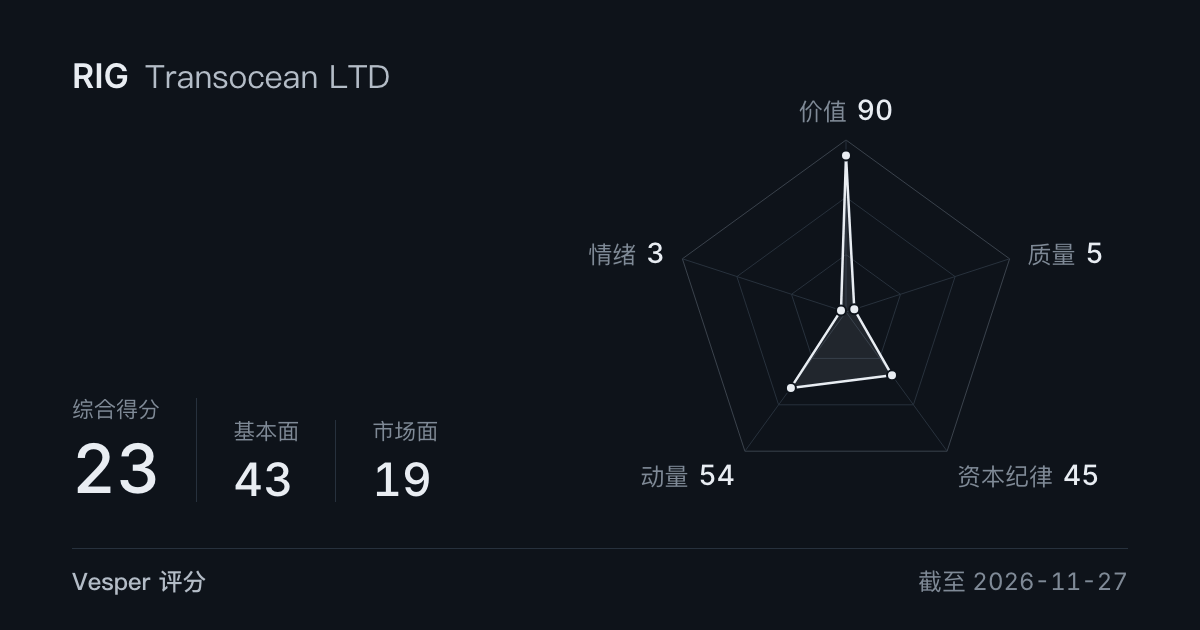 RIG Transocean LTD
价值 90
情绪 3
质量 5
动量 54
资本纪律 45
综合得分
23
基本面
43
市场面
19
Vesper 评分
截至 2026-11-27